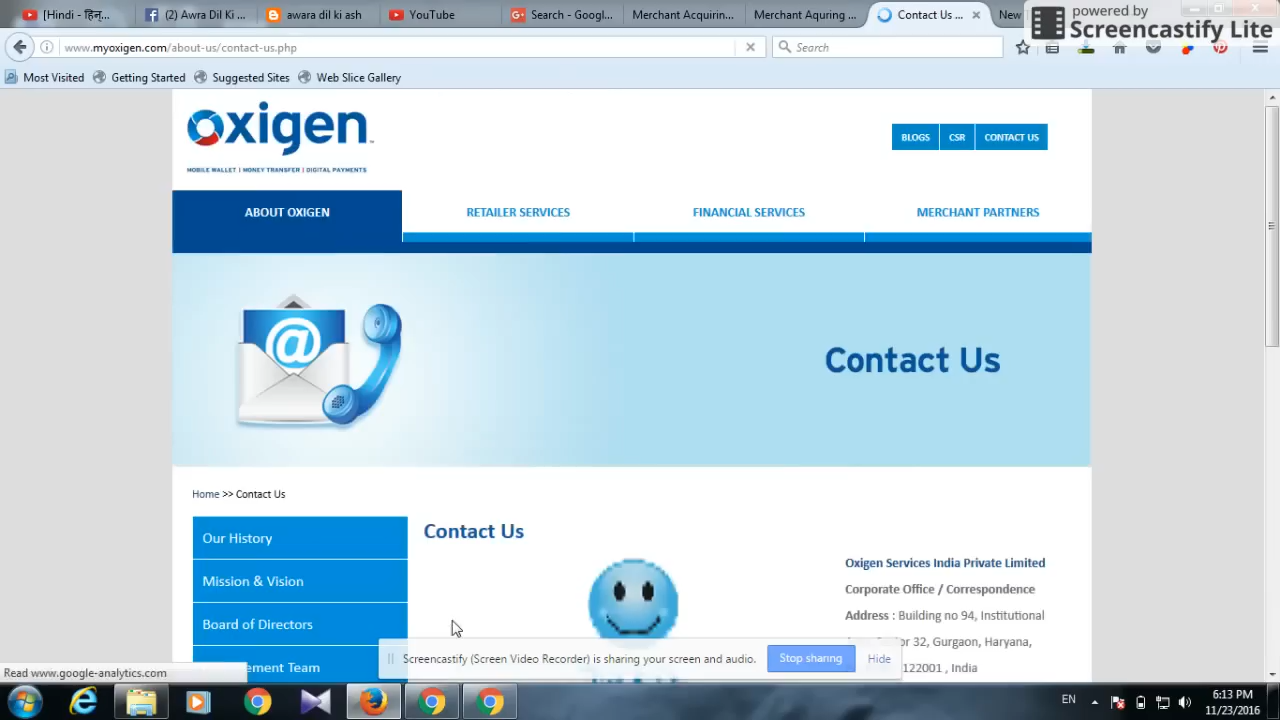 [Hindi - हिन्
(1) Awra Dil ki
awara di ki ansh
YouTube
Search - Googl...
Merchant Acquirin...
Merchant Aquring ...
Contact Us ...
New
powered by
Screencastify Lite
www.myoxigen.com/about-us/contact-us.php
Search
Most Visited
Getting Started
Suggested Sites
Web Slice Gallery
oxigen
MOBILE WALLET | MONEY TRANSFER | DIGITAL PAYMENTS
BLOGS
CSR
CONTACT US
ABOUT OXIGEN
RETAILER SERVICES
FINANCIAL SERVICES
MERCHANT PARTNERS
Contact Us
Home >> Contact Us
Our History
Mission & Vision
Board of Directors
ement Team
Contact Us
Oxigen Services India Private Limited
Corporate Office / Correspondence
Address : Building no 94, Institutional
32, Gurgaon, Haryana,
122001 , India
Screencastify (Screen Video Recorder) is sharing your screen and audio.
Stop sharing
Hide
Read www.google-analytics.com
EN
6:13 PM
11/23/2016